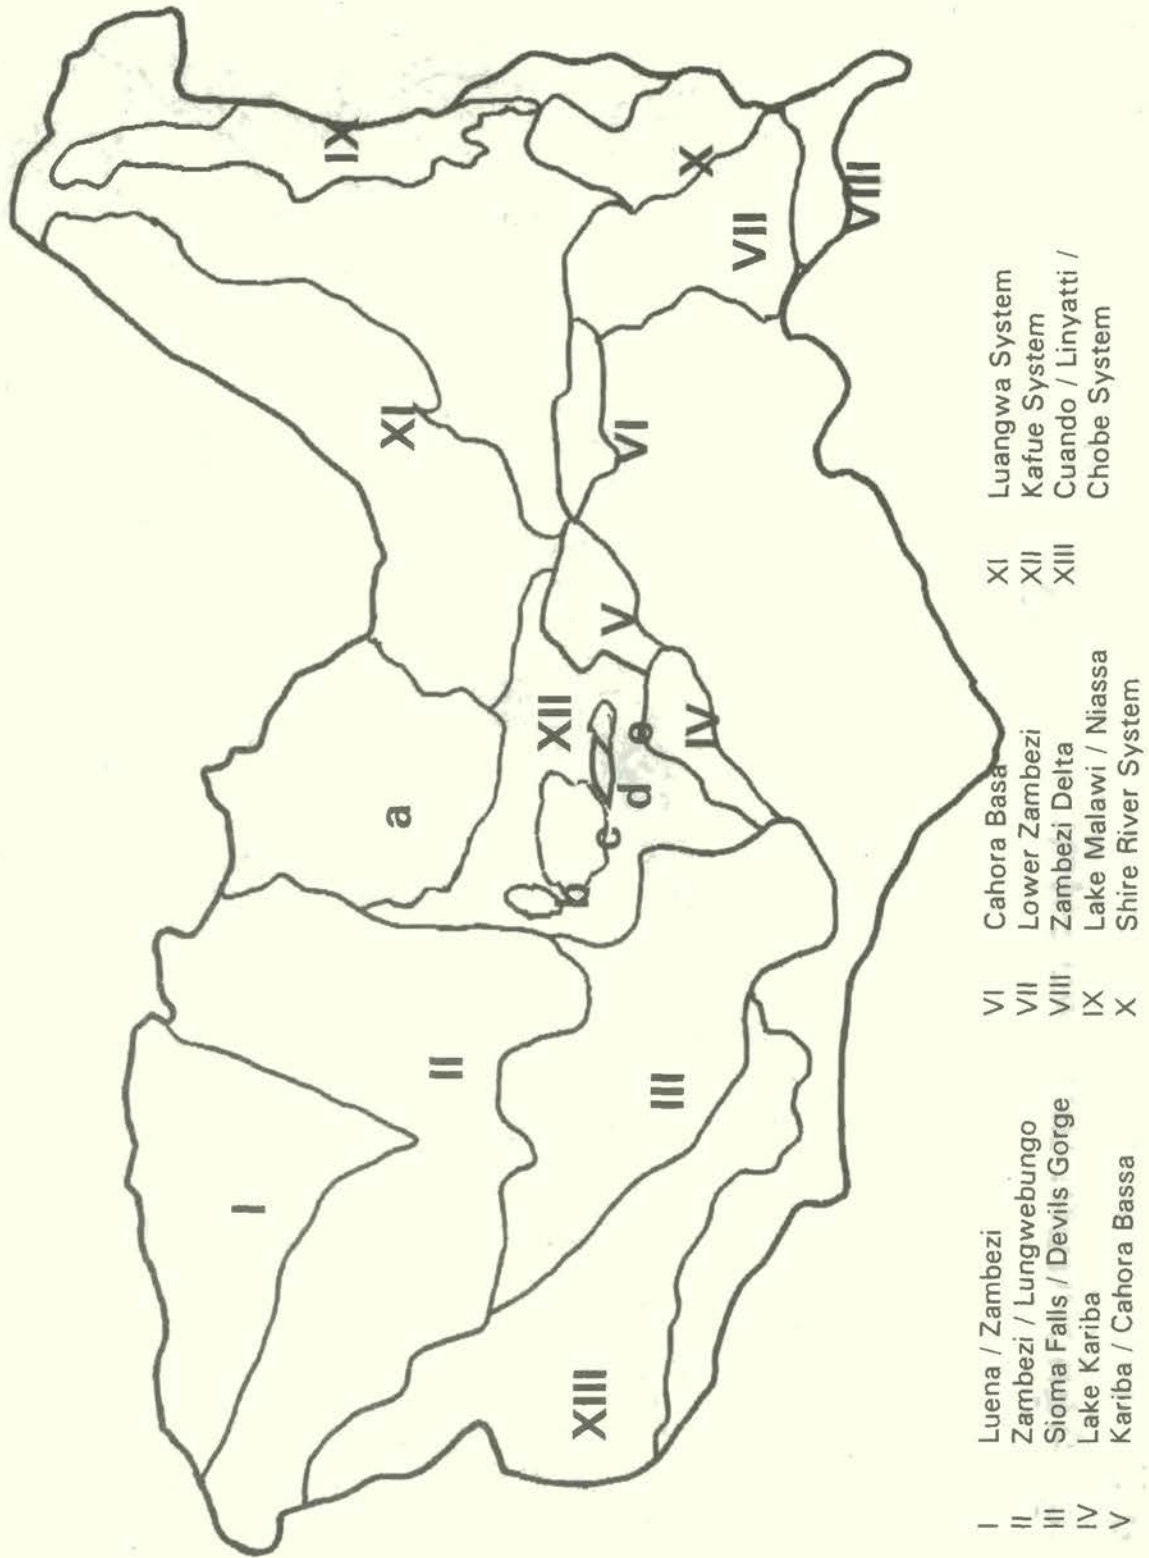 I
IX
a
XI
II
XII
b
XIII
c
V
VI
d
e
III
X
IV
VII
VIII
I Luena / Zambezi
II Zambezi / Lungwebungo
III Sioma Falls / Devils Gorge
IV Lake Kariba
V Kariba / Cahora Bassa
VI Cahora Basa
VII Lower Zambezi
VIII Zambezi Delta
IX Lake Malawi / Niassa
X Shire River System
XI Luangwa System
XII Kafue System
XIII Cuando / Linyatti /
Chobe System